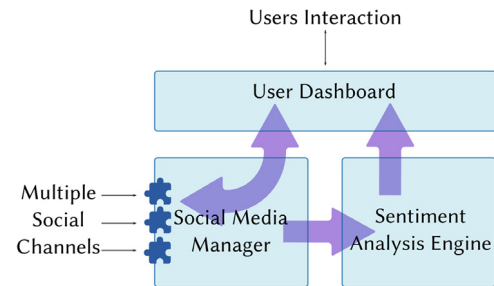 Users Interaction
User Dashboard
Multiple
Social
Channels
Social Media
Manager
Sentiment
Analysis Engine